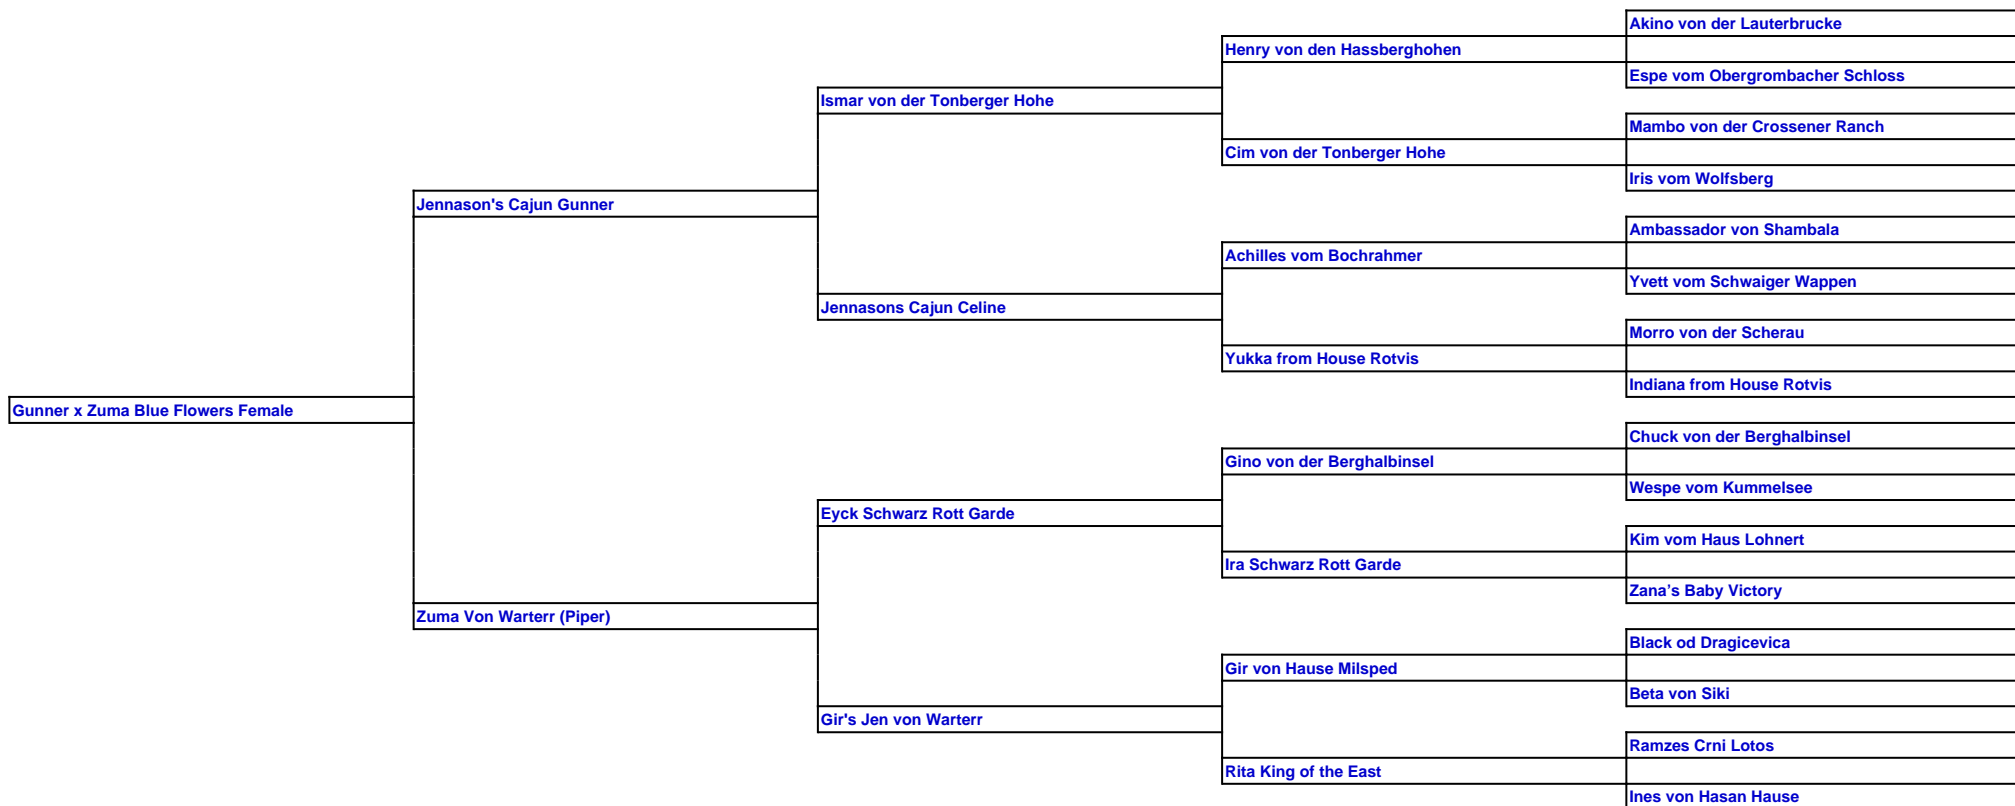 Akino von der Lauterbrucke
Henry von den Hassberghohen
Espe vom Obergrombacher Schloss
Ismar von der Tonberger Hohe
Mambo von der Crossener Ranch
Cim von der Tonberger Hohe
Iris vom Wolfsberg
Jennason's Cajun Gunner
Ambassador von Shambala
Achilles vom Bochrahmer
Yvett vom Schwaiger Wappen
Jennasons Cajun Celine
Morro von der Scherau
Yukka from House Rotvis
Indiana from House Rotvis
Gunner x Zuma Blue Flowers Female
Chuck von der Berghalbinsel
Gino von der Berghalbinsel
Wespe vom Kummelsee
Eyck Schwarz Rott Garde
Kim vom Haus Lohnert
Ira Schwarz Rott Garde
Zana’s Baby Victory
Zuma Von Warterr (Piper)
Black od Dragicevica
Gir von Hause Milsped
Beta von Siki
Gir's Jen von Warterr
Ramzes Crni Lotos
Rita King of the East
Ines von Hasan Hause